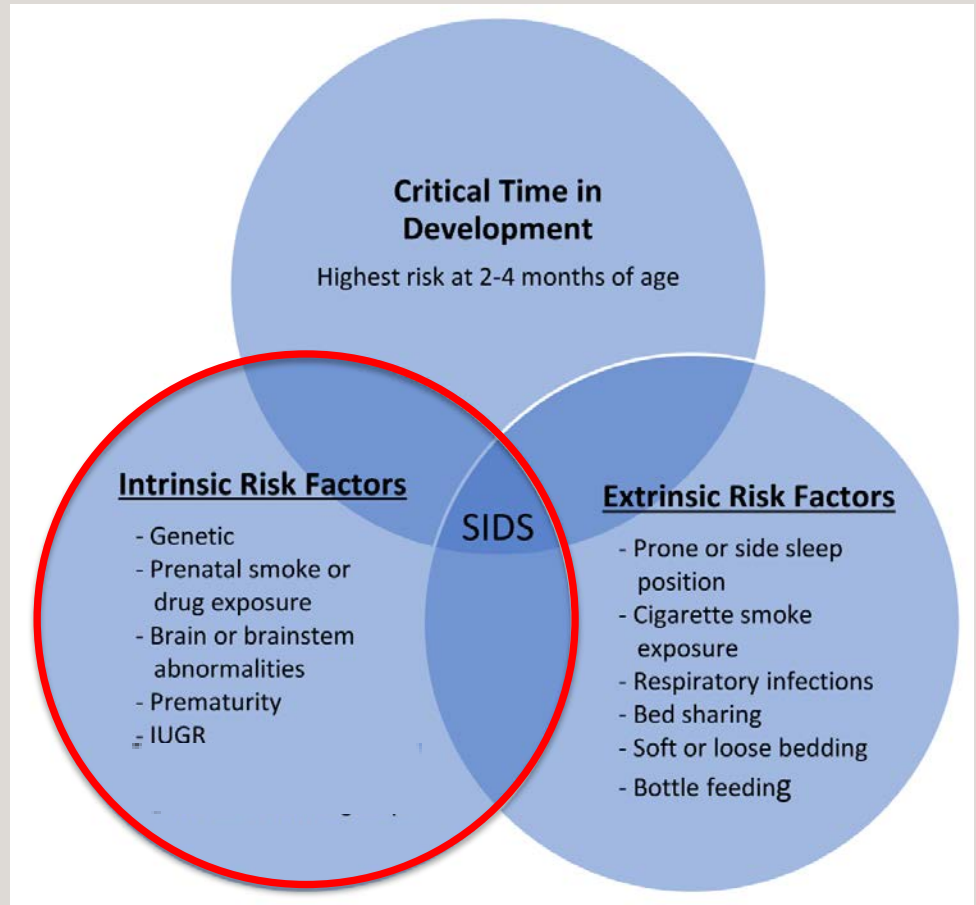 Critical Time in
Development
Highest risk at 2-4 months of age
Intrinsic Risk Factors
- Genetic
- Prenatal smoke or
drug exposure
- Brain or brainstem
abnormalities
- Prematurity
- IUGR
SIDS
Extrinsic Risk Factors
- Prone or side sleep
position
- Cigarette smoke
exposure
- Respiratory infections
- Bed sharing
- Soft or loose bedding
- Bottle feeding